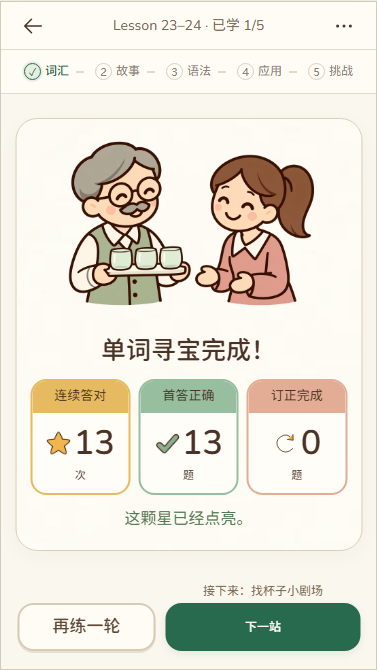 Lesson 23–24 · 已学 1/5
✓ 词汇 2 故事 3 语法 4 应用 5 挑战
单词寻宝完成！
连续答对 首答正确 订正完成
13 13 0
次 题 题
这颗星已经点亮。
接下来：找杯子小剧场
再练一轮 下一站